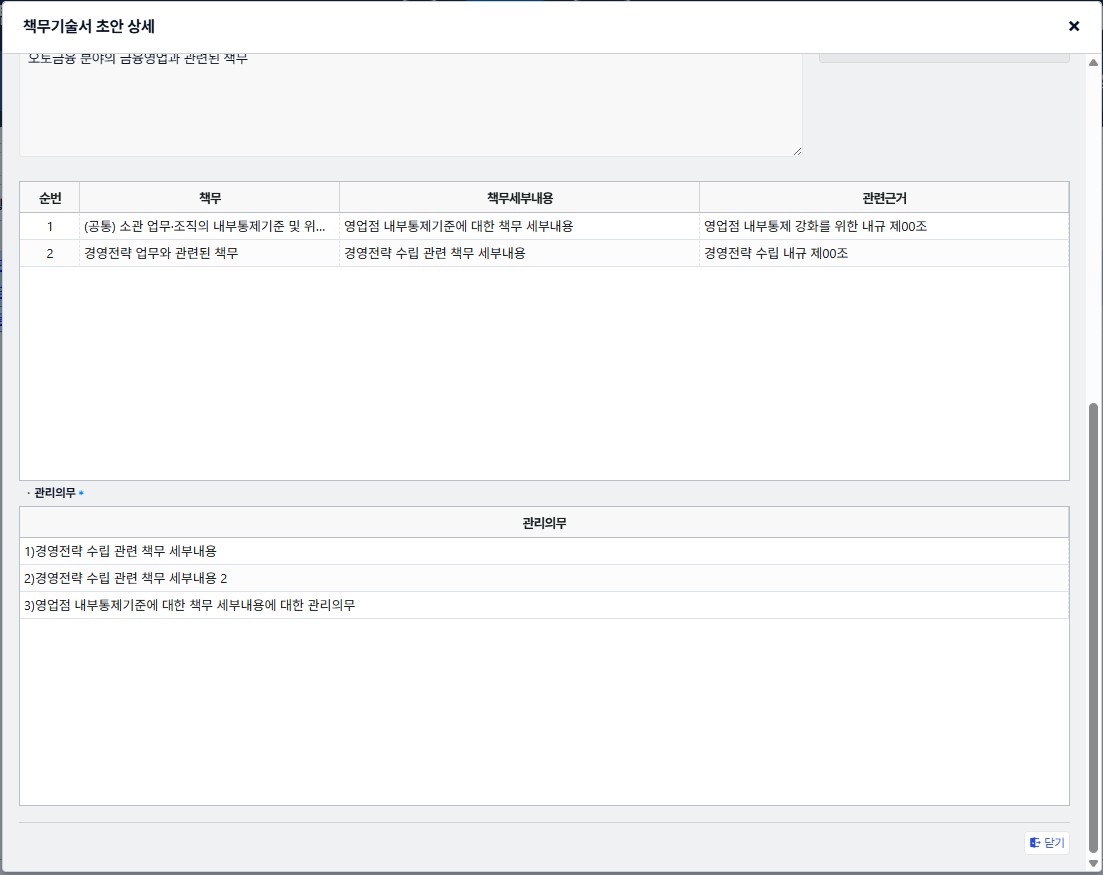 책무기술서 초안 상세
오토금융 분야의 금융영업과 관련된 책무
순번 책무 책무세부내용 관련근거
1 (공통) 소관 업무·조직의 내부통제기준 및 위... 영업점 내부통제기준에 대한 책무 세부내용 영업점 내부통제 강화를 위한 내규 제00조
2 경영전략 업무와 관련된 책무 경영전략 수립 관련 책무 세부내용 경영전략 수립 내규 제00조
· 관리의무
관리의무
1)경영전략 수립 관련 책무 세부내용
2)경영전략 수립 관련 책무 세부내용 2
3)영업점 내부통제기준에 대한 책무 세부내용에 대한 관리의무
닫기